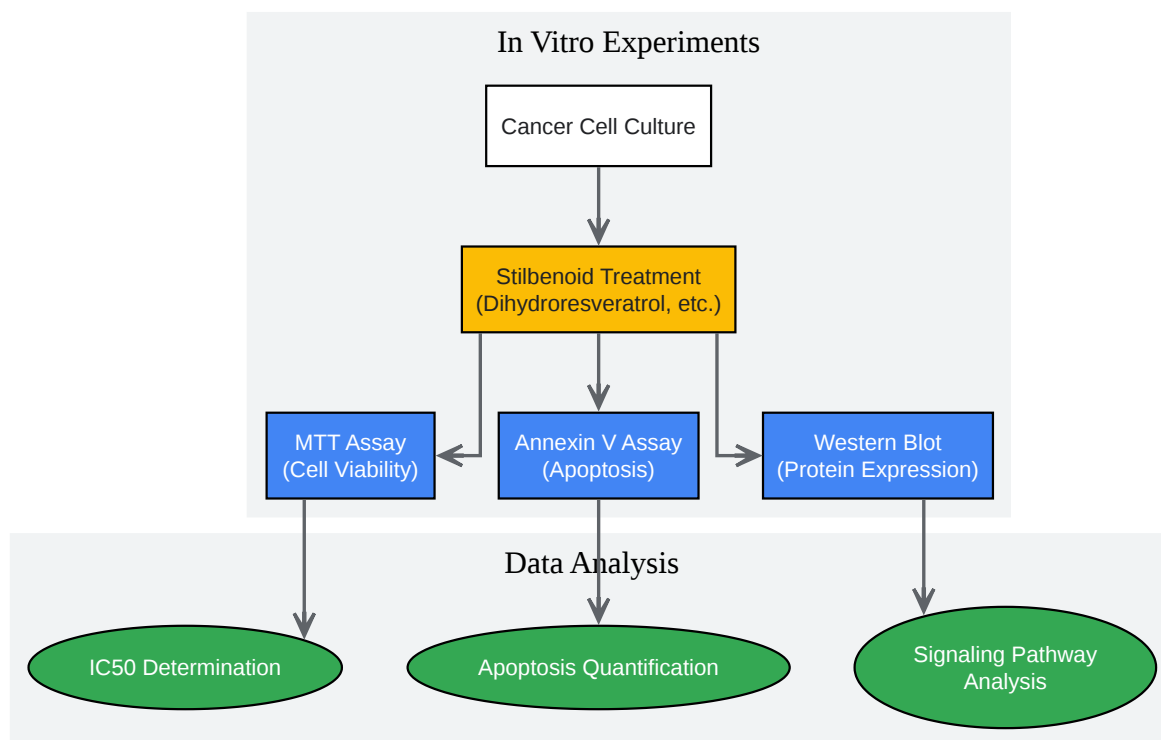 In Vitro Experiments
Cancer Cell Culture
Stilbenoid Treatment
(Dihydroresveratrol, etc.)
MTT Assay
(Cell Viability)
Annexin V Assay
(Apoptosis)
Western Blot
(Protein Expression)
Data Analysis
IC50 Determination
Apoptosis Quantification
Signaling Pathway
Analysis